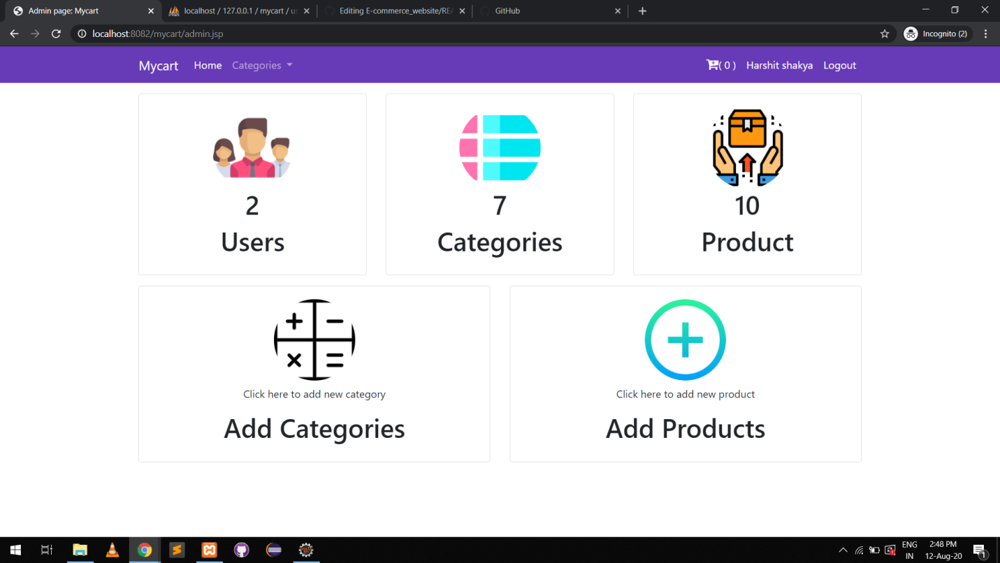 Admin page: Mycart
localhost / 127.0.0.1 / mycart / us
Editing E-commerce_website/REA
GitHub
localhost:8082/mycart/admin.jsp
Incognito (2)
Mycart Home Categories ( 0 ) Harshit shakya Logout
2
Users
7
Categories
10
Product
Click here to add new category
Add Categories
Click here to add new product
Add Products
ENG
IN
2:48 PM
12-Aug-20
1